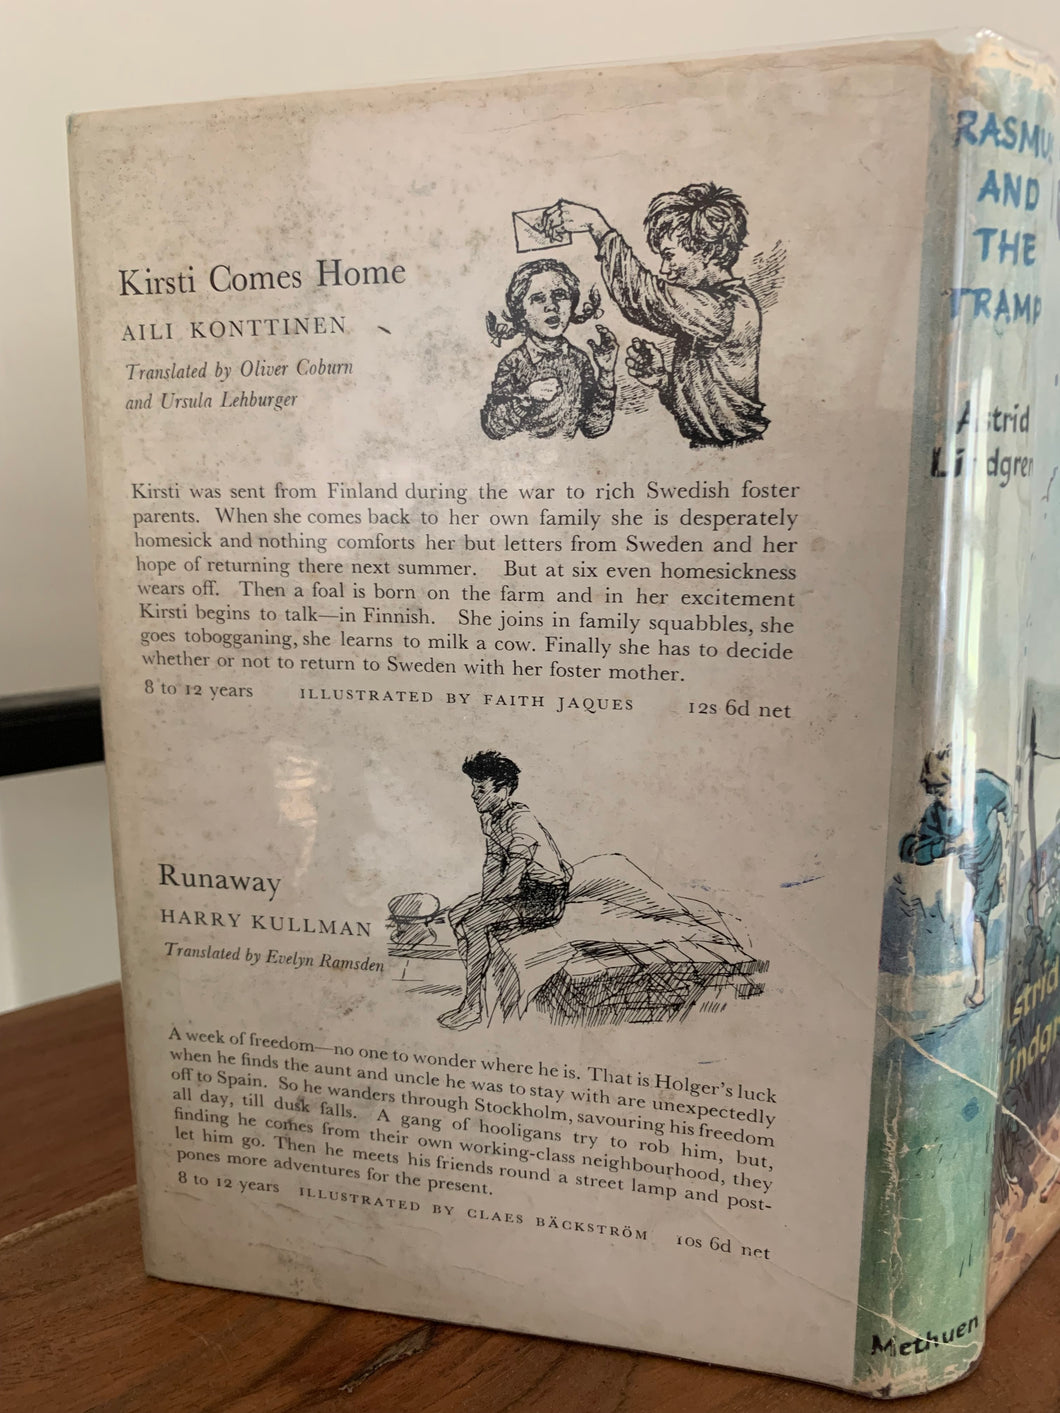 Kirsti Comes Home
AILI KONTTINEN
Translated by Oliver Coburn
and Ursula Lehburger
Kirsti was sent from Finland during the war to rich Swedish foster
parents. When she comes back to her own family she is desperately
homesick and nothing comforts her but letters from Sweden and her
hope of returning there next summer. But at six even homesickness
wears off. Then a foal is born on the farm and in her excitement
Kirsti begins to talk—in Finnish. She joins in family squabbles, she
goes tobogganing, she learns to milk a cow. Finally she has to decide
whether or not to return to Sweden with her foster mother.
8 to 12 years ILLUSTRATED BY FAITH JAQUES 12s 6d net
Runaway
HARRY KULLMAN
Translated by Evelyn Ramsden
A week of freedom—no one to wonder where he is. That is Holger's luck
when he finds the aunt and uncle he was to stay with are unexpectedly
off to Spain. So he wanders through Stockholm, savouring his freedom
all day, till dusk falls. A gang of hooligans try to rob him, but,
finding he comes from their own working-class neighbourhood, they
let him go. Then he meets his friends round a street lamp and post-
pones more adventures for the present.
8 to 12 years ILLUSTRATED BY CLAES BÄCKSTRÖM 10s 6d net
RASMUS
AND
THE
TRAMP
Astrid
Lindgren
Methuen